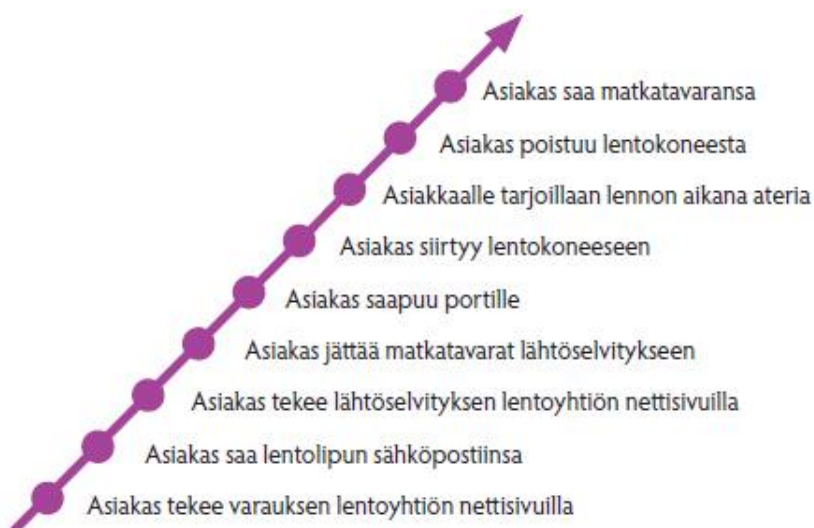 Asiakas saa matkatavaransa
Asiakas poistuu lentokoneesta
Asiakkaalle tarjoillaan lennon aikana ateria
Asiakas siirtyy lentokoneeseen
Asiakas saapuu portille
Asiakas jättää matkatavarat lähtöselvitykseen
Asiakas tekee lähtöselvityksen lentoyhtiön nettisivuilla
Asiakas saa lentolipun sähköpostiinsa
Asiakas tekee varauksen lentoyhtiön nettisivuilla